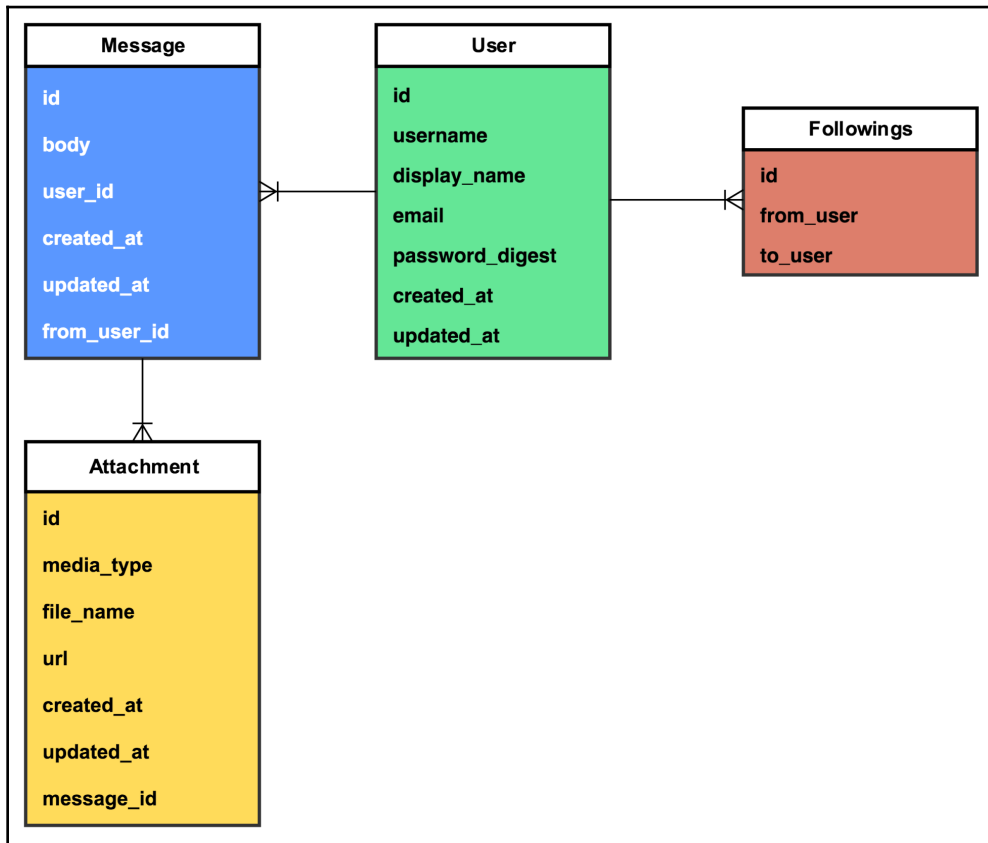 Message
id
body
user_id
created_at
updated_at
from_user_id
User
id
username
display_name
email
password_digest
created_at
updated_at
Followings
id
from_user
to_user
Attachment
id
media_type
file_name
url
created_at
updated_at
message_id